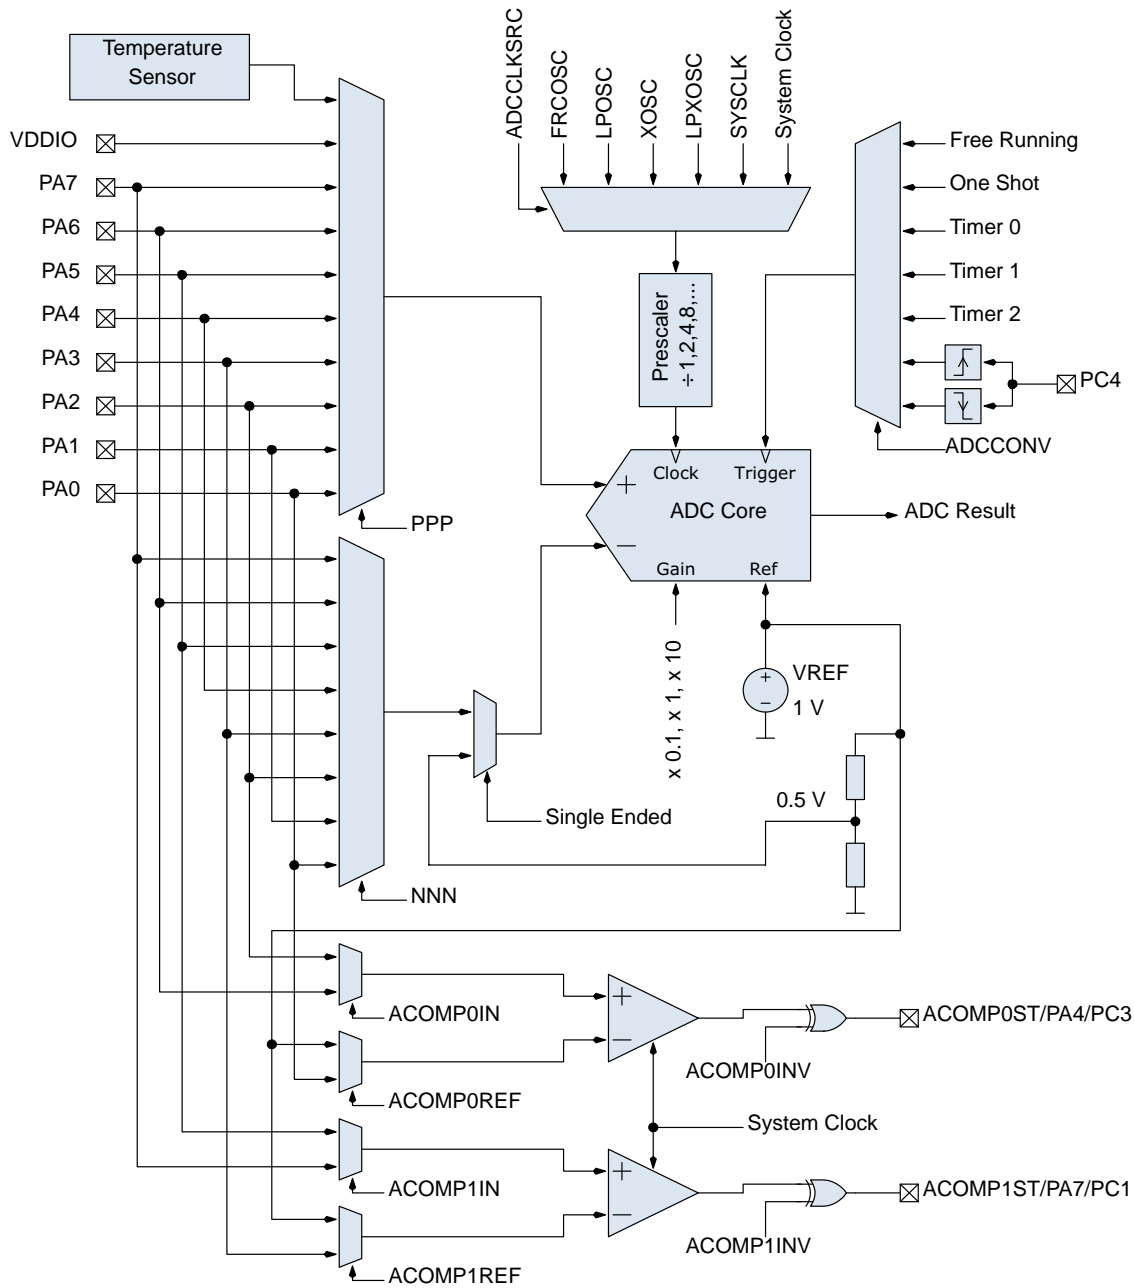 Temperature
Sensor
VDDIO
PA7
PA6
PA5
PA4
PA3
PA2
PA1
PA0
ADCCLKSRC
FRCOSC
LPOSC
XOSC
LPXOSC
SYSCLK
System Clock
Prescaler
÷1,2,4,8,...
Free Running
One Shot
Timer 0
Timer 1
Timer 2
PC4
ADCCONV
PPP
Clock
Trigger
+
ADC Core
−
Gain
Ref
ADC Result
x 0.1, x 1, x 10
+
VREF
−
1 V
0.5 V
Single Ended
NNN
ACOMP0IN
+
−
ACOMP0ST/PA4/PC3
ACOMP0INV
ACOMP0REF
System Clock
ACOMP1IN
+
−
ACOMP1ST/PA7/PC1
ACOMP1INV
ACOMP1REF